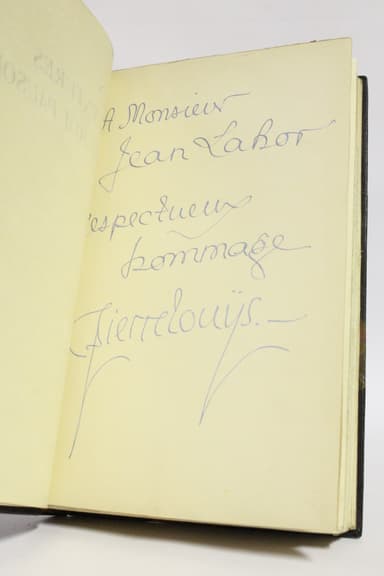 A Monsieur
Jean Lahor
respectueux
hommage
Pierre Louÿs. _